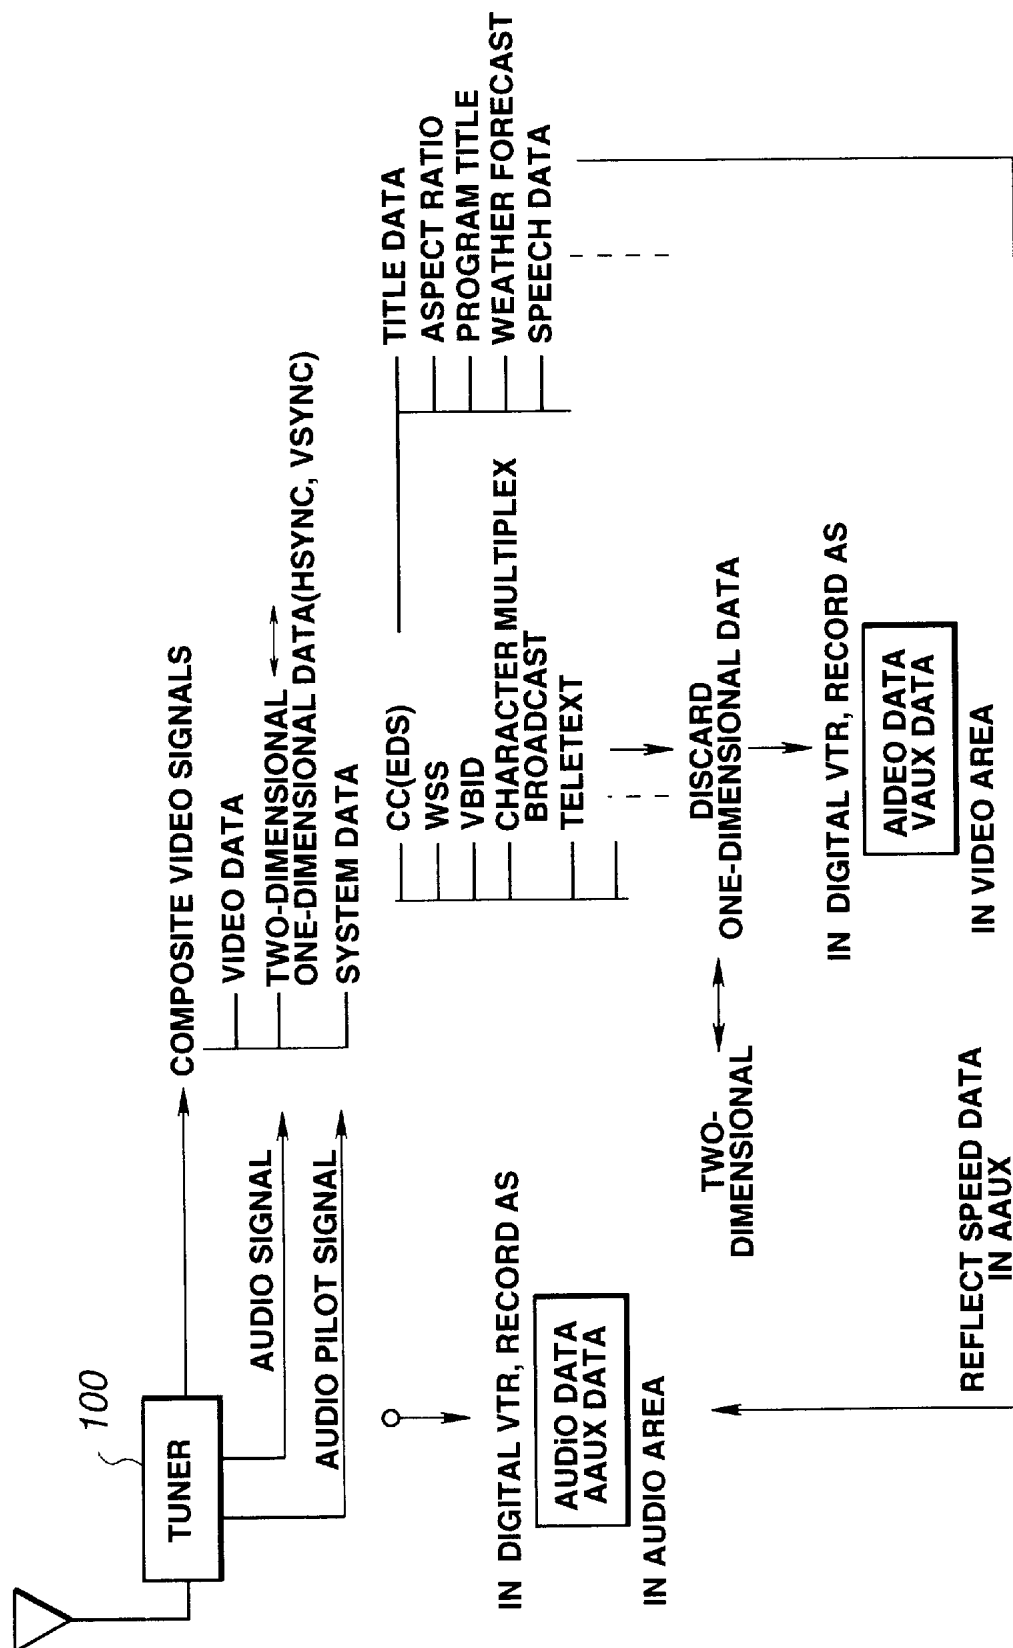 100
TUNER
COMPOSITE VIDEO SIGNALS
VIDEO DATA
TWO-DIMENSIONAL
ONE-DIMENSIONAL DATA(HSYNC, VSYNC)
SYSTEM DATA
AUDIO SIGNAL
AUDIO PILOT SIGNAL
CC(EDS)
WSS
VBID
CHARACTER MULTIPLEX
BROADCAST
TELETEXT
TITLE DATA
ASPECT RATIO
PROGRAM TITLE
WEATHER FORECAST
SPEECH DATA
IN DIGITAL VTR, RECORD AS
AUDiO DATA
AAUX DATA
IN AUDIO AREA
TWO-
DIMENSIONAL
DISCARD
ONE-DIMENSIONAL DATA
IN DIGITAL VTR, RECORD AS
AIDEO DATA
VAUX DATA
IN VIDEO AREA
REFLECT SPEED DATA
IN AAUX